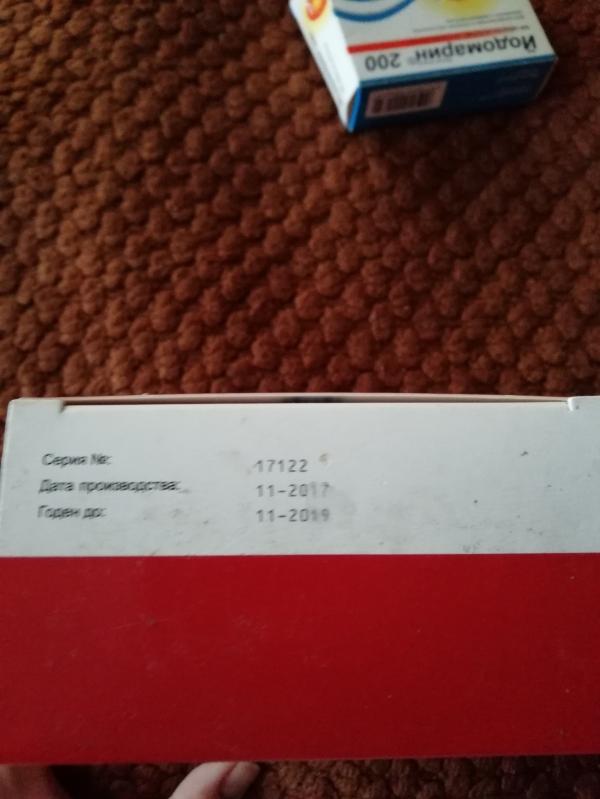 Йодомарин® 200
Серия №: 17122
Дата производства: 11-2017
Годен до: 11-2019